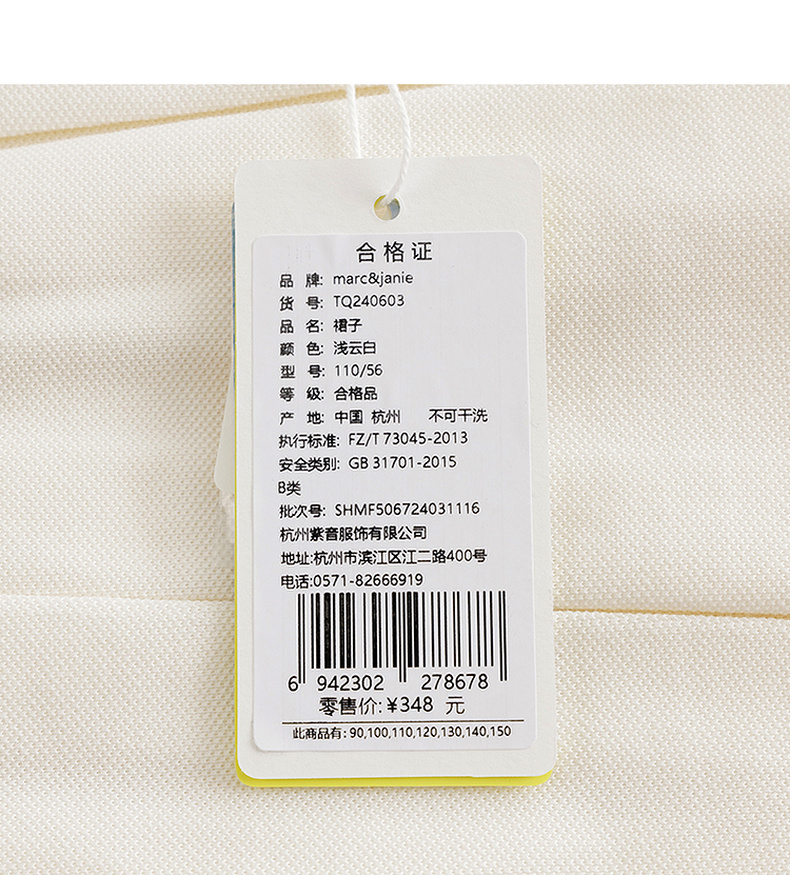 合格证
品 牌: marc&janie
货 号: TQ240603
品 名: 裙子
颜 色: 浅云白
型 号: 110/56
等 级: 合格品
产 地: 中国 杭州 不可干洗
执行标准: FZ/T 73045-2013
安全类别: GB 31701-2015
B类
批次号: SHMF506724031116
杭州紫音服饰有限公司
地址:杭州市滨江区江二路400号
电话:0571-82666919
6 942302 278678
零售价:¥348 元
此商品有: 90,100,110,120,130,140,150